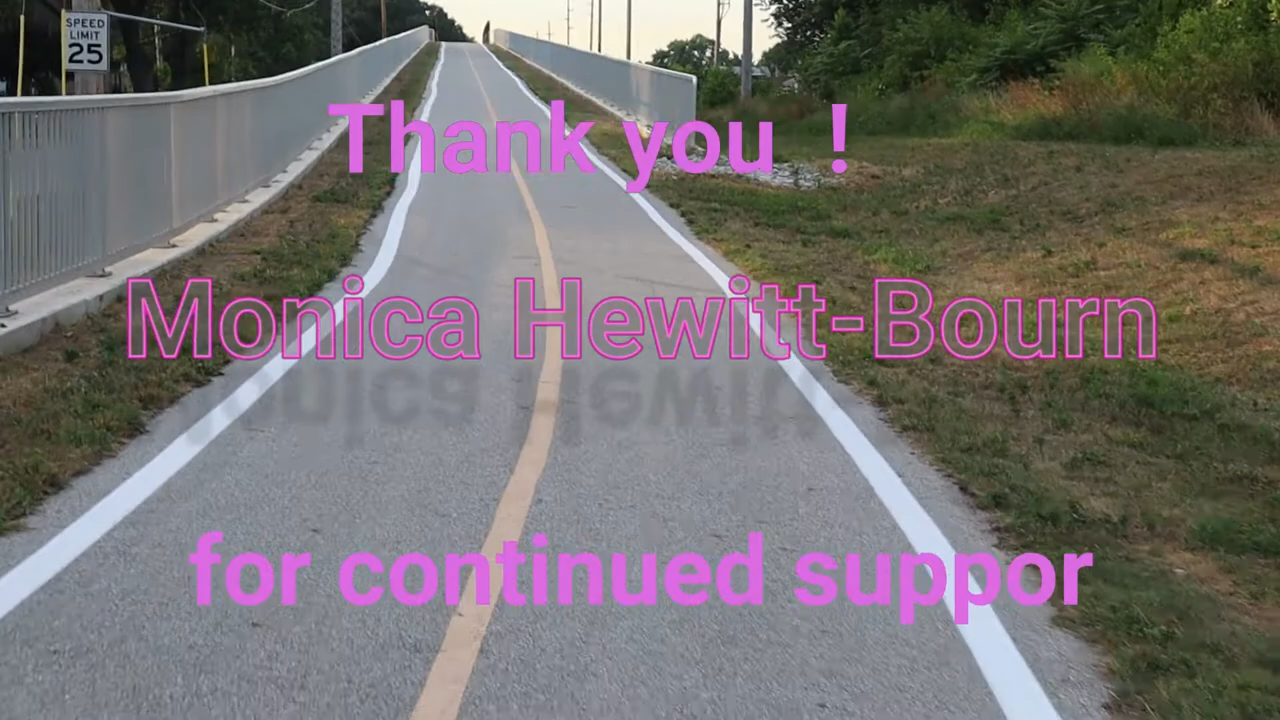 SPEED
LIMIT
25
Thank you !
Monica Hewitt-Bourn
for continued suppor